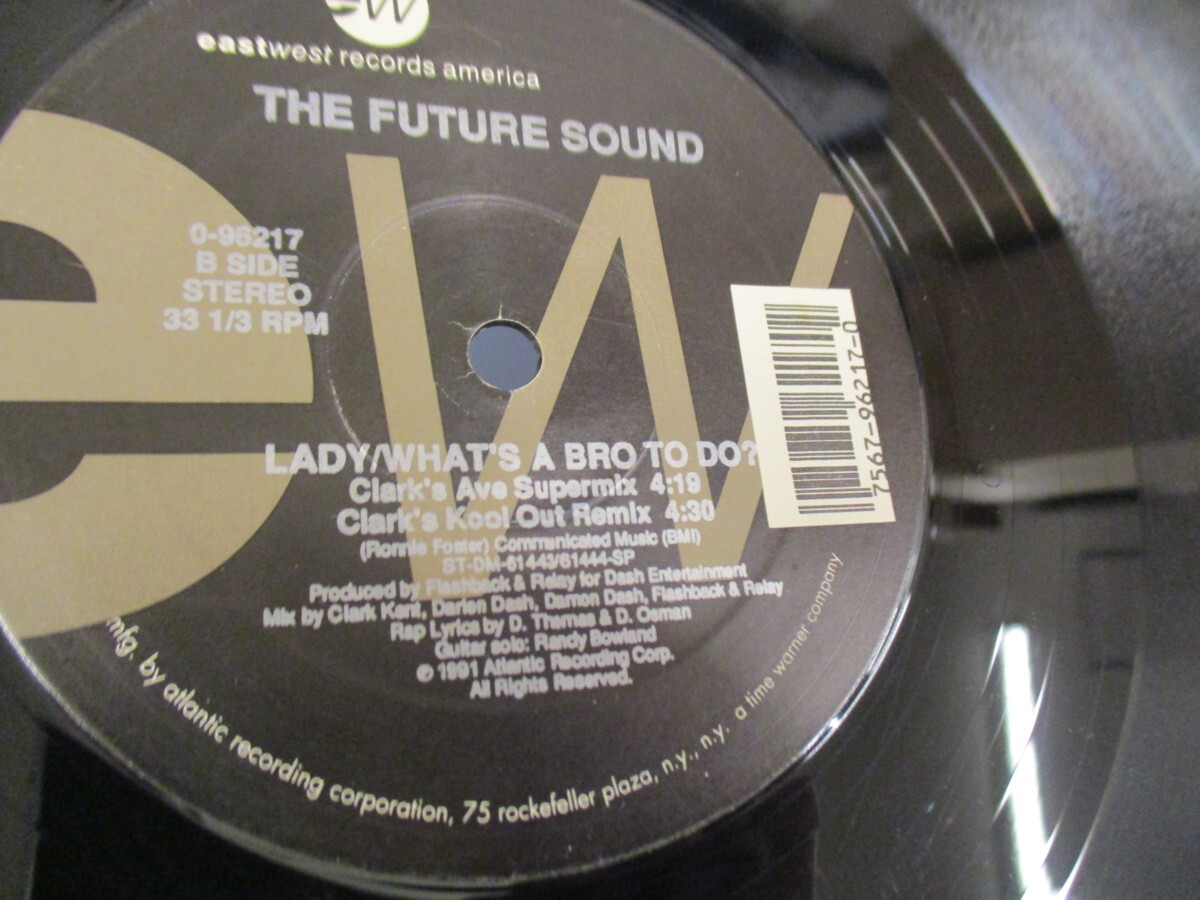 ew
eastwest records america
THE FUTURE SOUND
0-96217
B SIDE
STEREO
33 1/3 RPM
ew
7567-96217-0
LADY/WHAT'S A BRO TO DO?
Clark's Ave Supermix 4:19
Clark's Kool Out Remix 4:30
(Ronnie Foster) Communicated Music (BMI)
ST-DM-61443/61444-SP
Produced by Flashback & Relay for Dash Entertainment
Mix by Clark Kent, Darien Dash, Damon Dash, Flashback & Relay
Rap Lyrics by D. Thomas & D. Osman
Guitar solo: Randy Bowland
℗ 1991 Atlantic Recording Corp.
All Rights Reserved.
mfg. by atlantic recording corporation, 75 rockefeller plaza, n.y., n.y. a time warner company